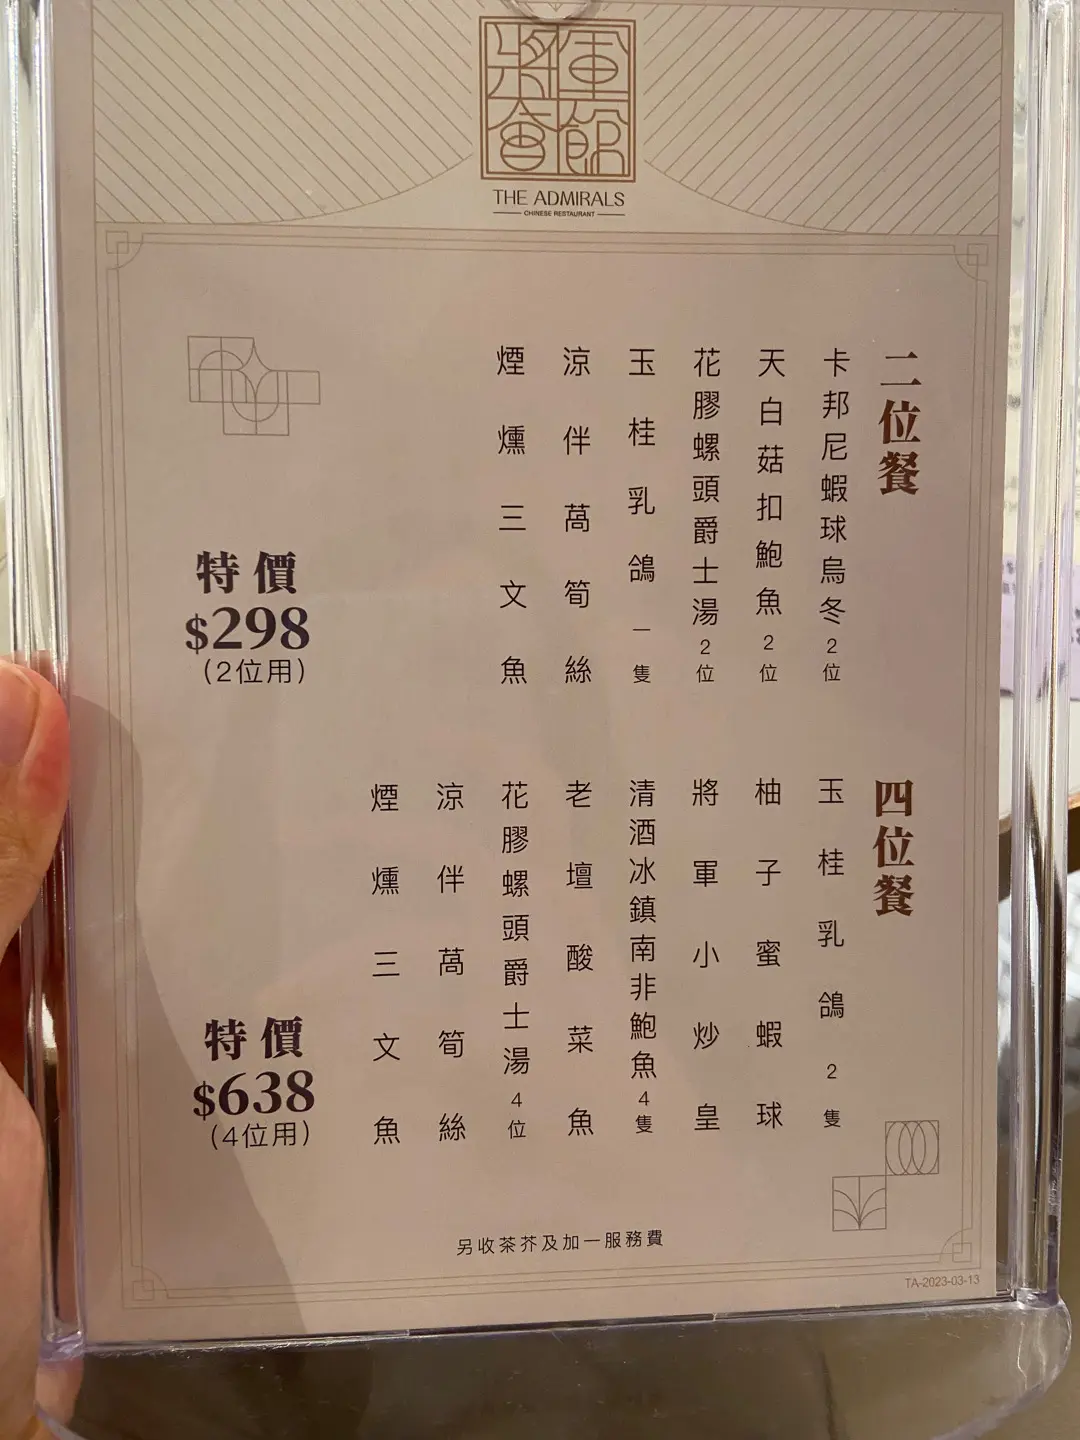 將軍會館
THE ADMIRALS
CHINESE RESTAURANT
二位餐
卡邦尼蝦球烏冬2位
天白菇扣鮑魚2位
花膠螺頭爵士湯2位
玉桂乳鴿一隻
涼伴萵筍絲
煙燻三文魚
特價
$298
(2位用)
四位餐
玉桂乳鴿2隻
柚子蜜蝦球
將軍小炒皇
清酒冰鎮南非鮑魚4隻
老壇酸菜魚
花膠螺頭爵士湯4位
涼伴萵筍絲
煙燻三文魚
特價
$638
(4位用)
另收茶芥及加一服務費
TA-2023-03-13